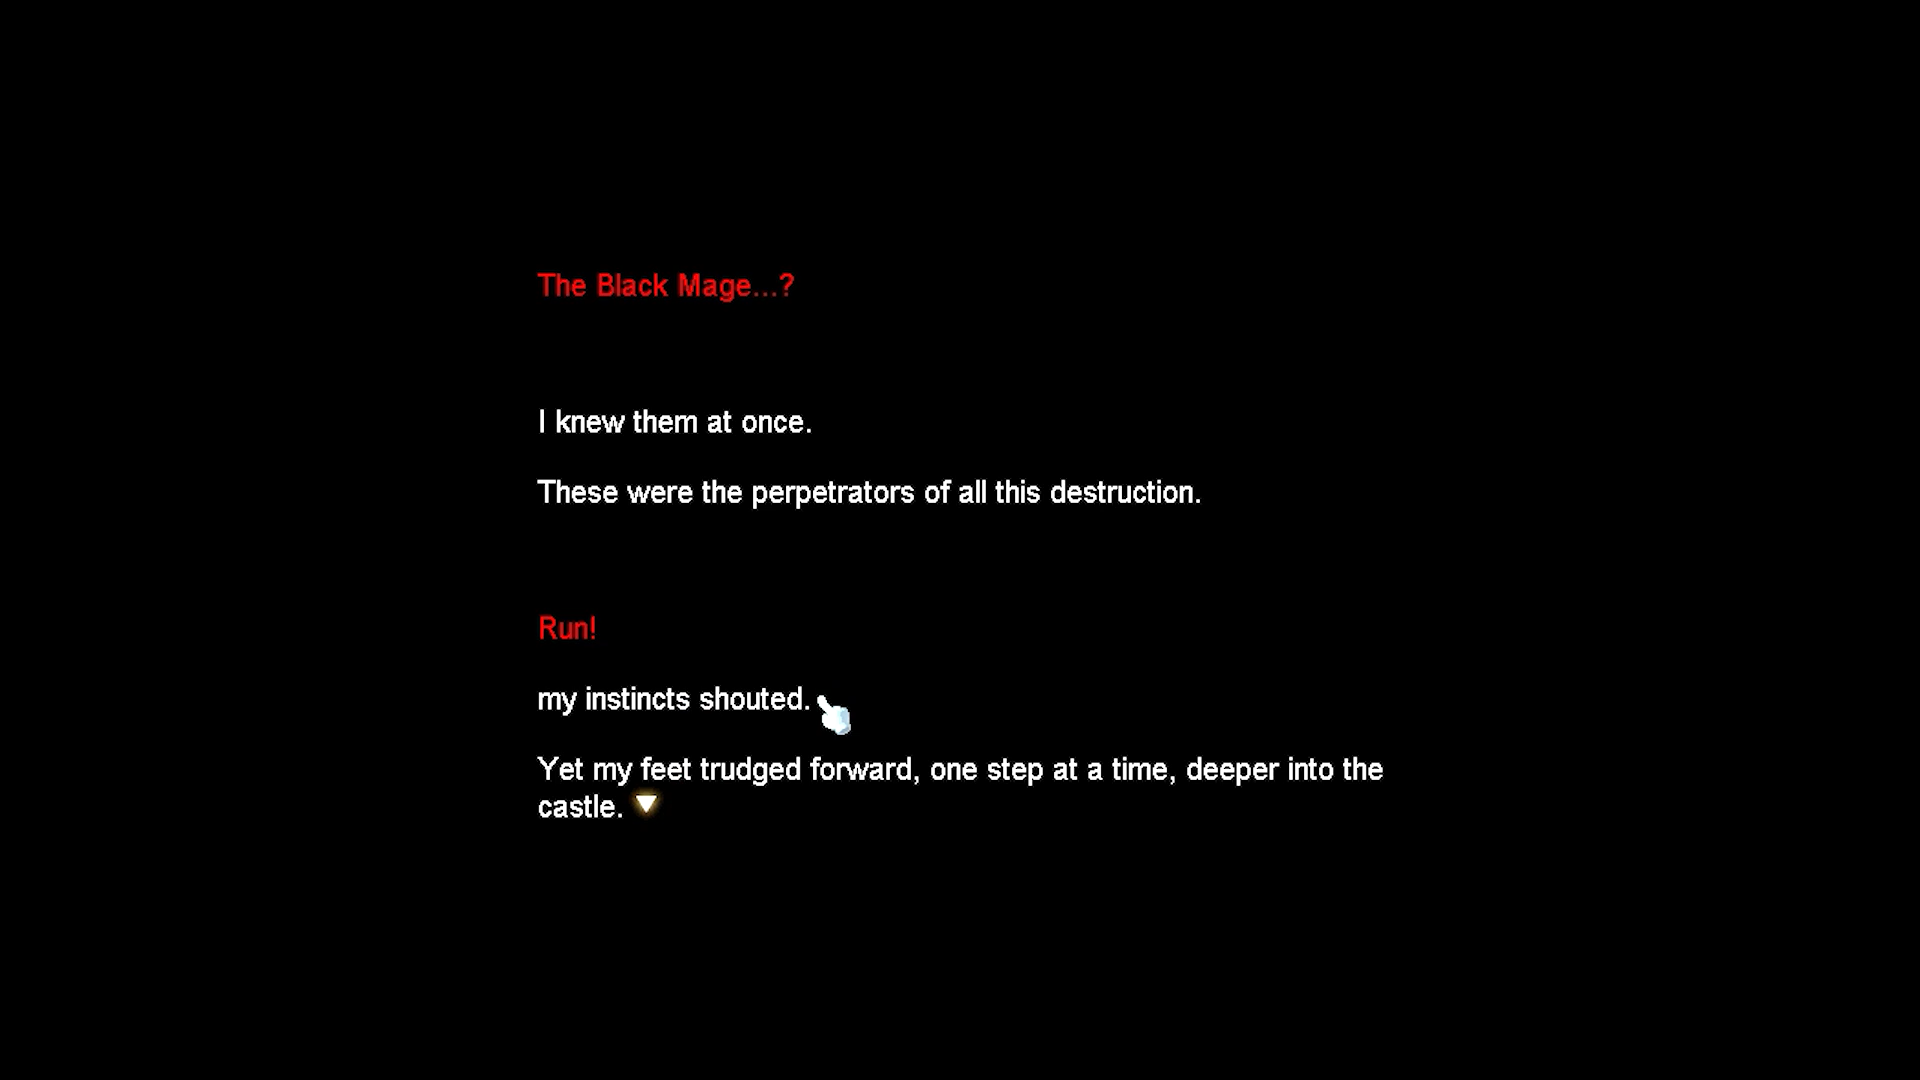 The Black Mage...?
I knew them at once.
These were the perpetrators of all this destruction.
Run!
my instincts shouted.
Yet my feet trudged forward, one step at a time, deeper into the
castle.